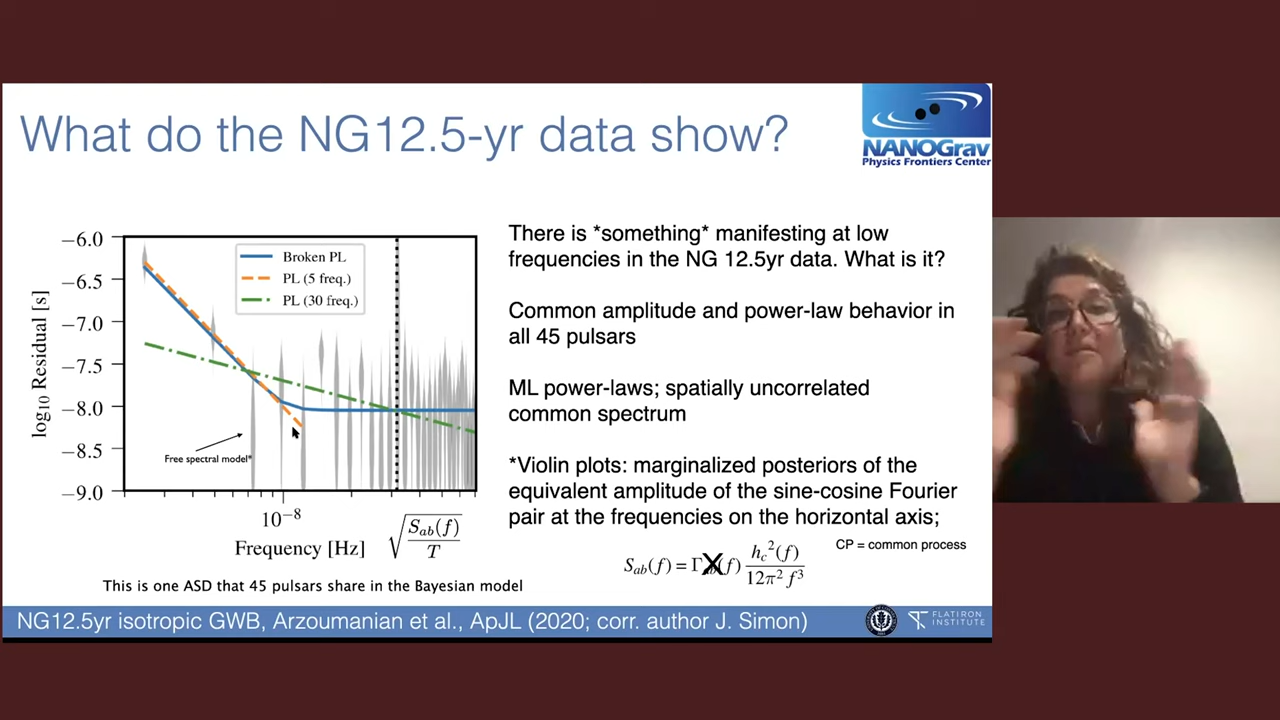 What do the NG12.5-yr data show?
NANOGrav
Physics Frontiers Center
−6.0
−6.5
−7.0
−7.5
−8.0
−8.5
−9.0
log₁₀ Residual [s]
Broken PL
PL (5 freq.)
PL (30 freq.)
Free spectral model*
10⁻⁸
Frequency [Hz]
√(S_ab(f)/T)
This is one ASD that 45 pulsars share in the Bayesian model
There is *something* manifesting at low
frequencies in the NG 12.5yr data. What is it?
Common amplitude and power-law behavior in
all 45 pulsars
ML power-laws; spatially uncorrelated
common spectrum
*Violin plots: marginalized posteriors of the
equivalent amplitude of the sine-cosine Fourier
pair at the frequencies on the horizontal axis;
CP = common process
S_ab(f) = Γ X (f) h_c²(f)/12π² f³
NG12.5yr isotropic GWB, Arzoumanian et al., ApJL (2020; corr. author J. Simon)
FLATIRON
INSTITUTE